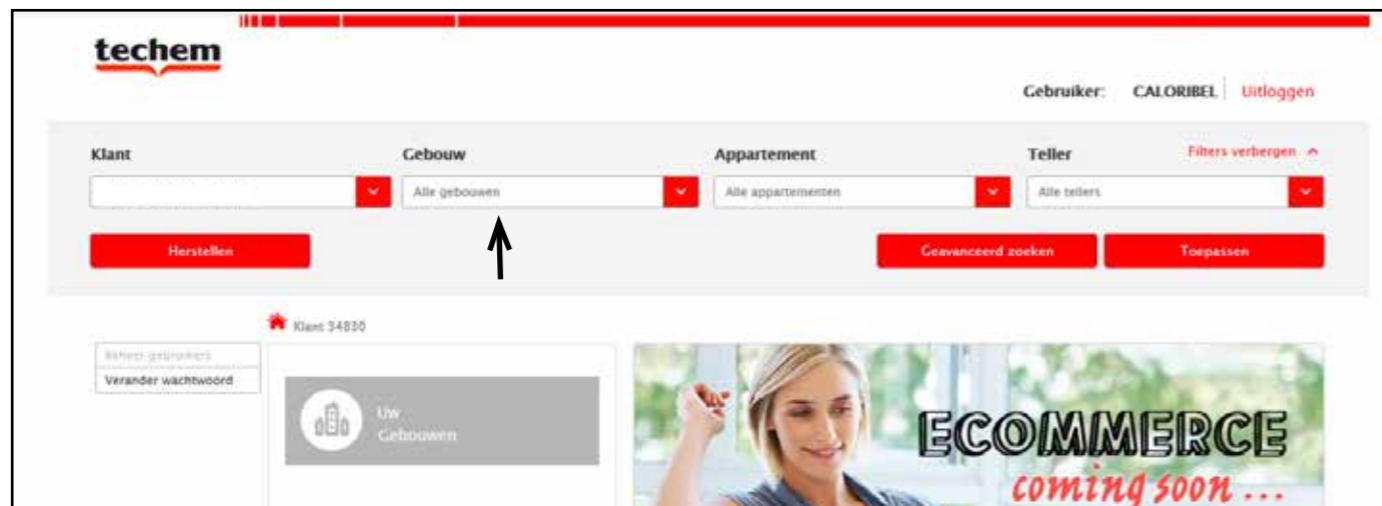 techem
Gebruiker: CALORIBEL Uitloggen
Klant Gebouw Appartement Teller Filters verbergen
Alle gebouwen Alle appartementen Alle tellers
Herstellen Geavanceerd zoeken Toepassen
Klant 34830
Beheer gebruikers
Verander wachtwoord
Uw
Gebouwen
ECOMMERCE
coming soon ...